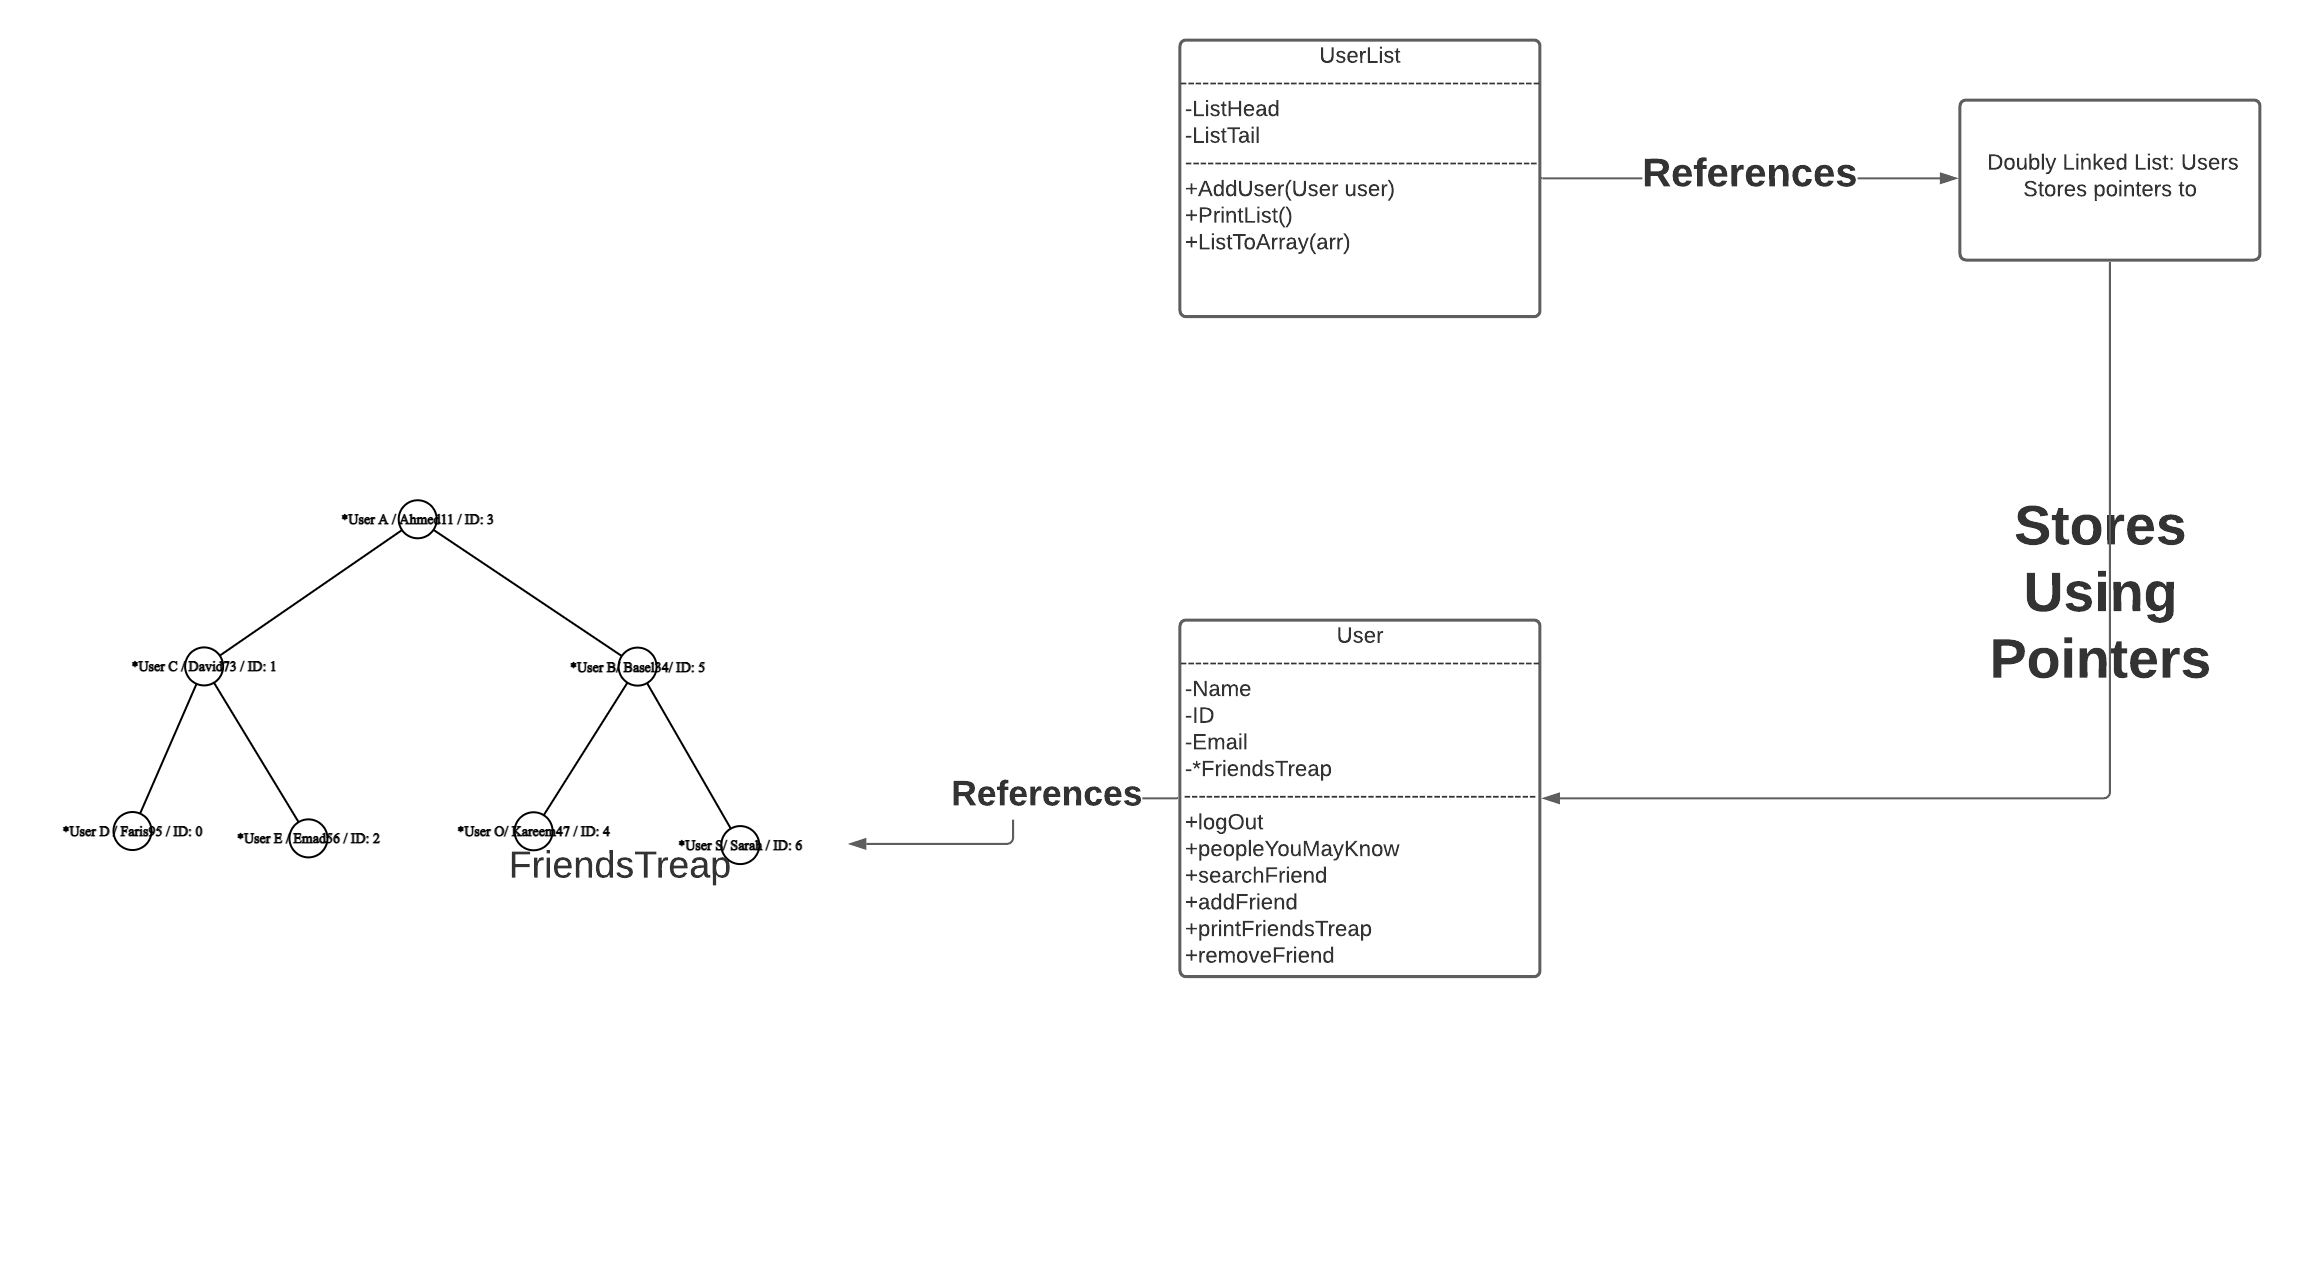 UserList
-ListHead
-ListTail
+AddUser(User user)
+PrintList()
+ListToArray(arr)
References
Doubly Linked List: Users
Stores pointers to
Stores
Using
Pointers
User
-Name
-ID
-Email
-*FriendsTreap
+logOut
+peopleYouMayKnow
+searchFriend
+addFriend
+printFriendsTreap
+removeFriend
References
*User A / Ahmed11 / ID: 3
*User C / David73 / ID: 1
*User B/ Basel34/ ID: 5
*User D / Faris95 / ID: 0
*User E / Emad56 / ID: 2
*User O/ Kareem47 / ID: 4
*User S/ Sarah / ID: 6
FriendsTreap